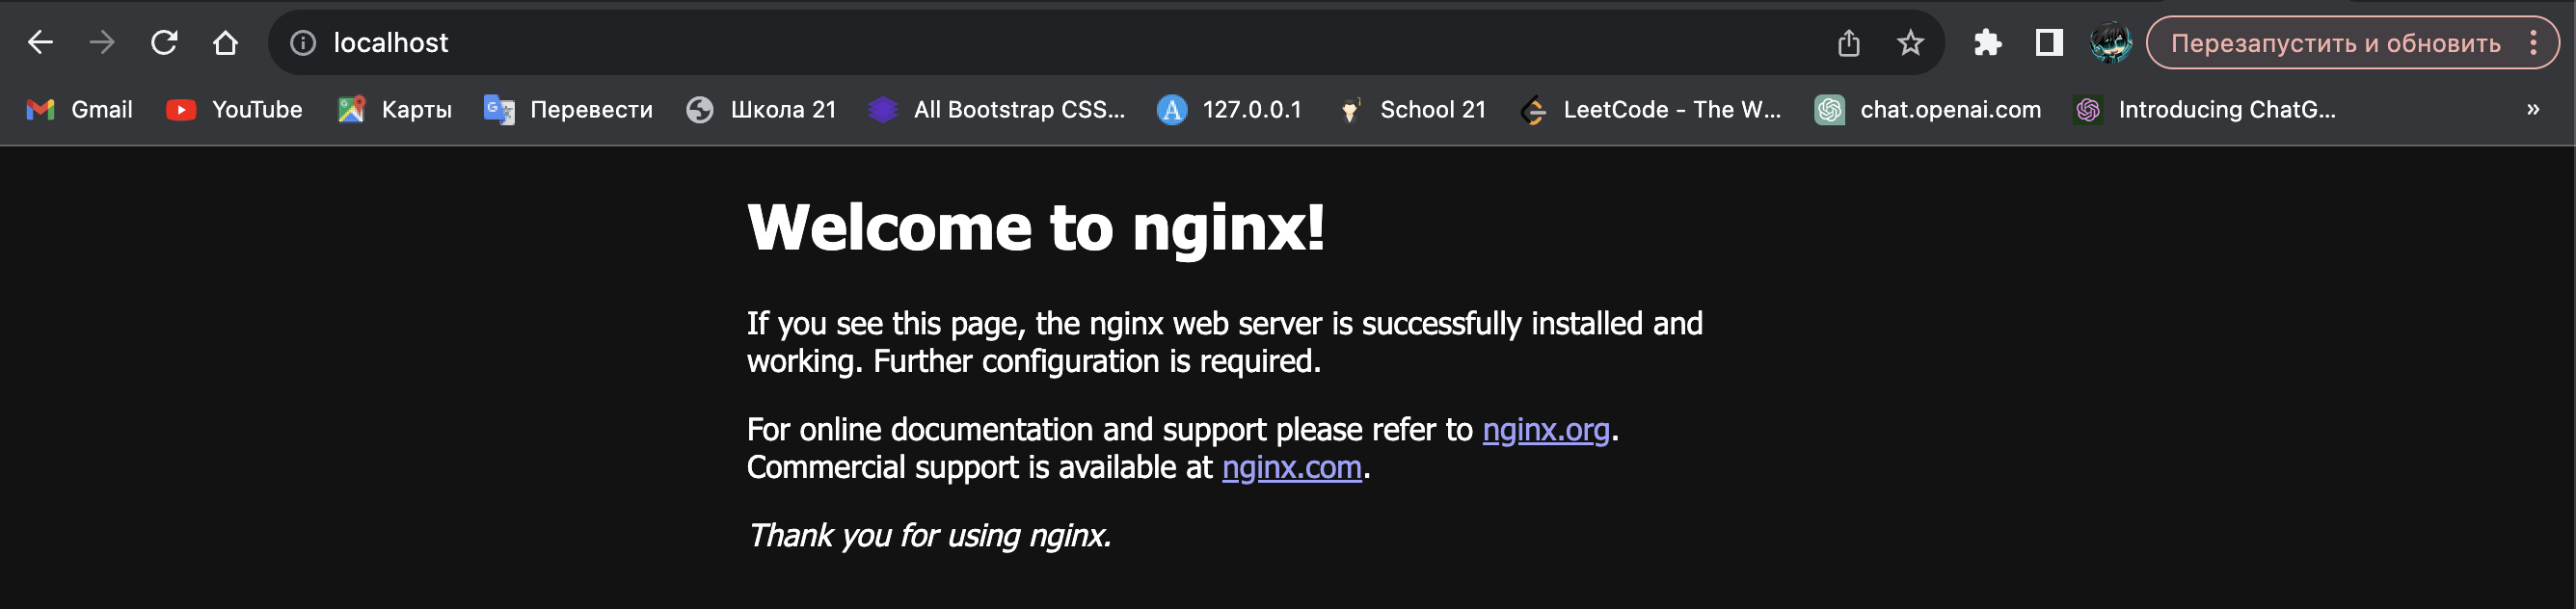 localhost
Перезапустить и обновить
Gmail YouTube Карты Перевести Школа 21 All Bootstrap CSS... 127.0.0.1 School 21 LeetCode - The W... chat.openai.com Introducing ChatG... »
Welcome to nginx!
If you see this page, the nginx web server is successfully installed and
working. Further configuration is required.
For online documentation and support please refer to nginx.org.
Commercial support is available at nginx.com.
Thank you for using nginx.